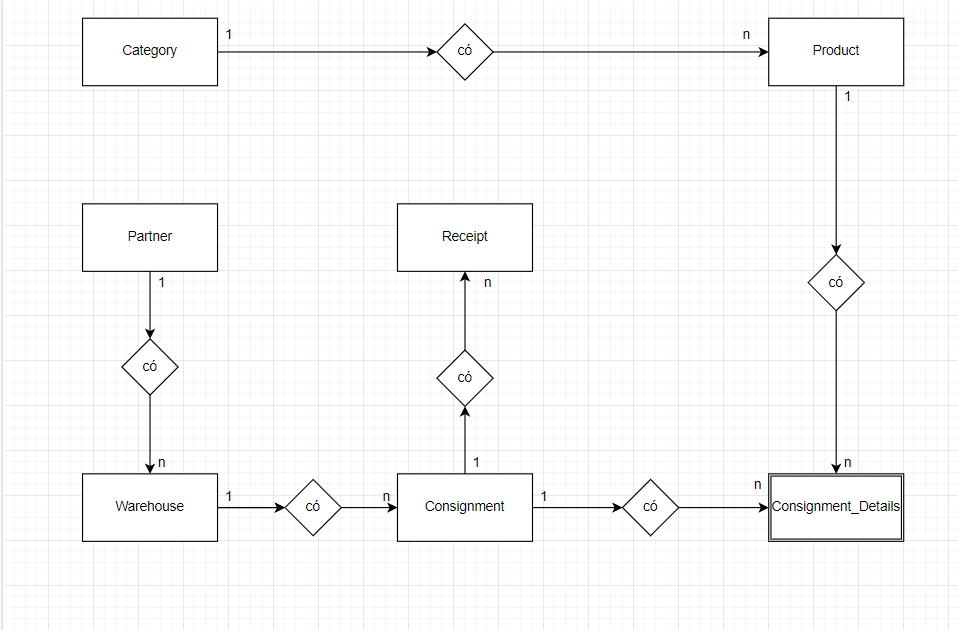 Category
1
có
n
Product
1
Partner
1
Receipt
n
có
có
có
n
1
n
Warehouse
1
có
n
Consignment
1
có
n
Consignment_Details